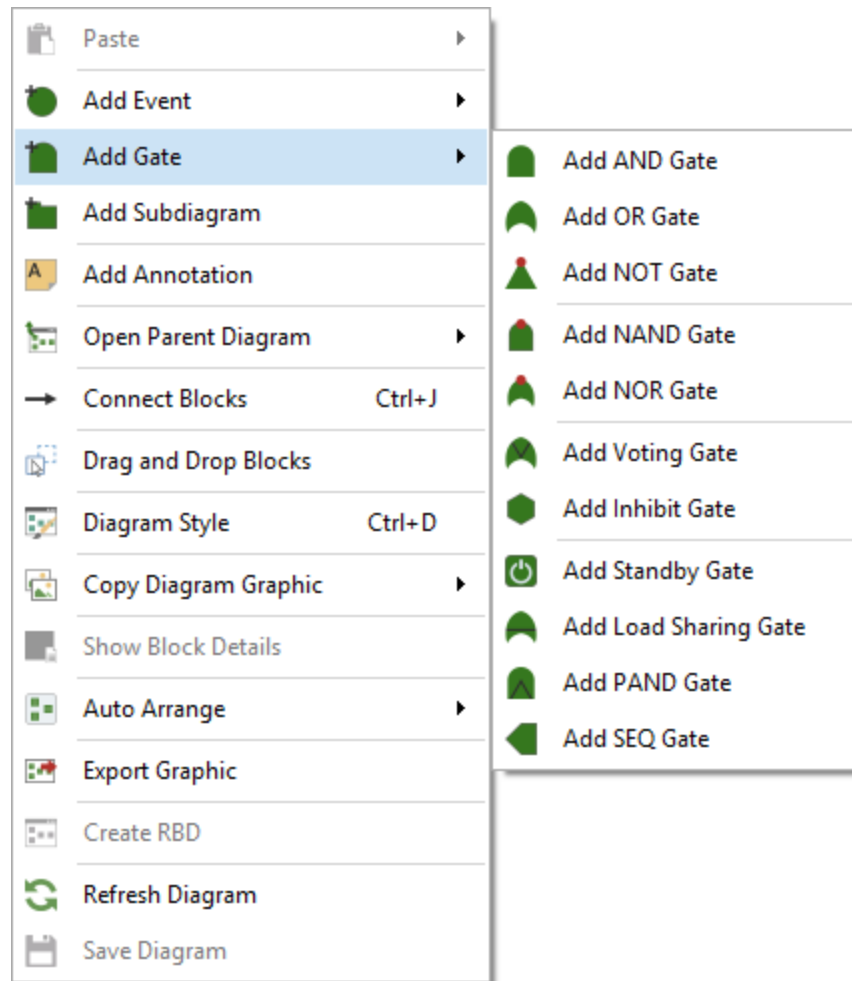 Paste
Add Event
Add Gate
Add Subdiagram
A Add Annotation
Open Parent Diagram
Connect Blocks Ctrl+J
Drag and Drop Blocks
Diagram Style Ctrl+D
Copy Diagram Graphic
Show Block Details
Auto Arrange
Export Graphic
Create RBD
Refresh Diagram
Save Diagram
Add AND Gate
Add OR Gate
Add NOT Gate
Add NAND Gate
Add NOR Gate
Add Voting Gate
Add Inhibit Gate
Add Standby Gate
Add Load Sharing Gate
Add PAND Gate
Add SEQ Gate